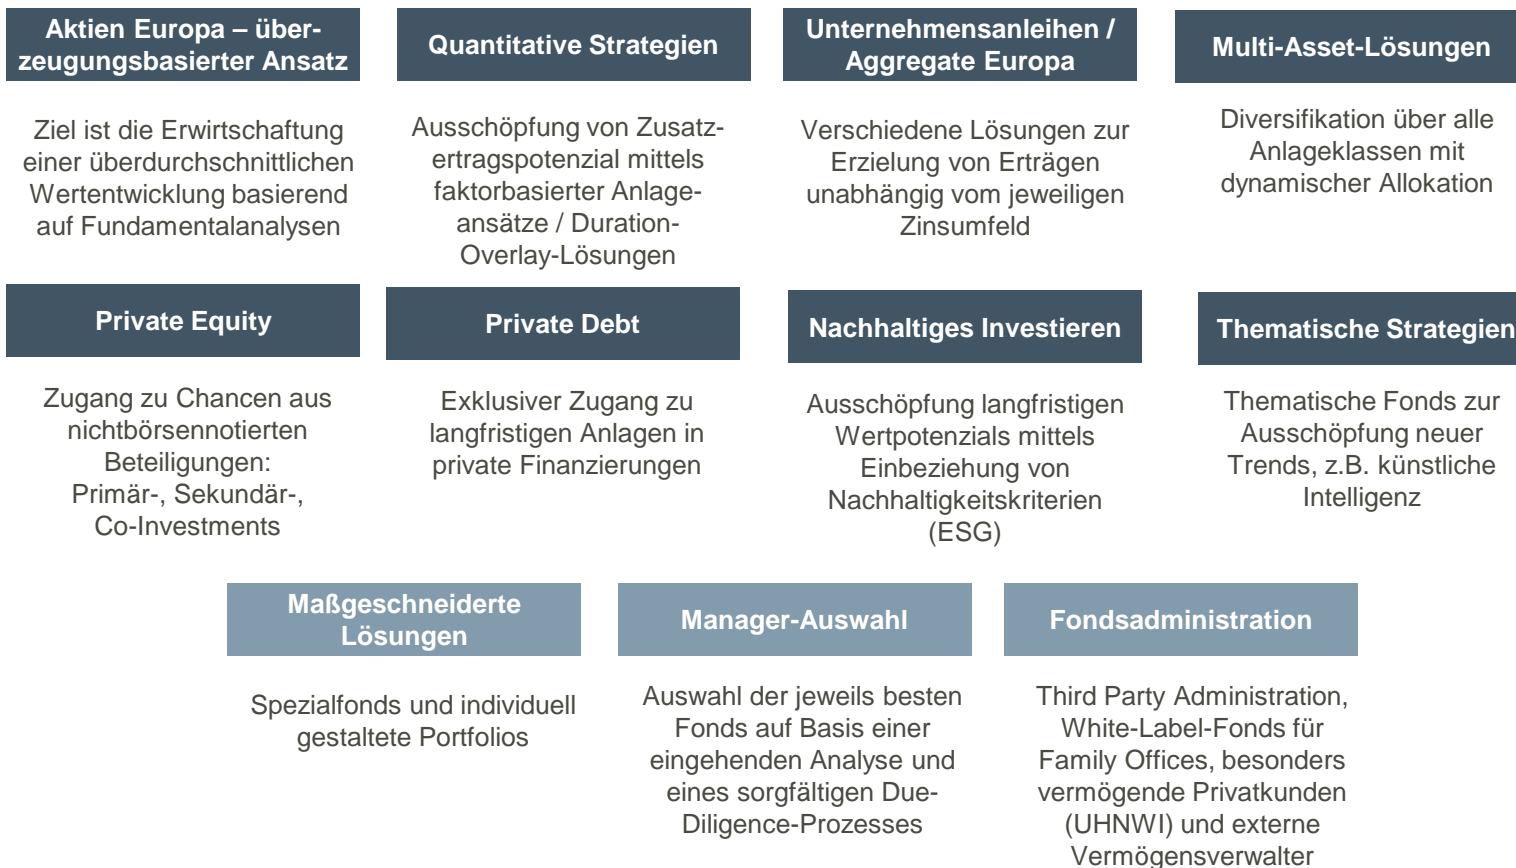 Aktien Europa – über-
zeugungsbasierter Ansatz
Ziel ist die Erwirtschaftung
einer überdurchschnittlichen
Wertentwicklung basierend
auf Fundamentalanalysen
Quantitative Strategien
Ausschöpfung von Zusatz-
ertragspotenzial mittels
faktorbasierter Anlage-
ansätze / Duration-
Overlay-Lösungen
Unternehmensanleihen /
Aggregate Europa
Verschiedene Lösungen zur
Erzielung von Erträgen
unabhängig vom jeweiligen
Zinsumfeld
Multi-Asset-Lösungen
Diversifikation über alle
Anlageklassen mit
dynamischer Allokation
Private Equity
Zugang zu Chancen aus
nichtbörsennotierten
Beteiligungen:
Primär-, Sekundär-,
Co-Investments
Private Debt
Exklusiver Zugang zu
langfristigen Anlagen in
private Finanzierungen
Nachhaltiges Investieren
Ausschöpfung langfristigen
Wertpotenzials mittels
Einbeziehung von
Nachhaltigkeitskriterien
(ESG)
Thematische Strategien
Thematische Fonds zur
Ausschöpfung neuer
Trends, z.B. künstliche
Intelligenz
Maßgeschneiderte
Lösungen
Spezialfonds und individuell
gestaltete Portfolios
Manager-Auswahl
Auswahl der jeweils besten
Fonds auf Basis einer
eingehenden Analyse und
eines sorgfältigen Due-
Diligence-Prozesses
Fondsadministration
Third Party Administration,
White-Label-Fonds für
Family Offices, besonders
vermögende Privatkunden
(UHNWI) und externe
Vermögensverwalter